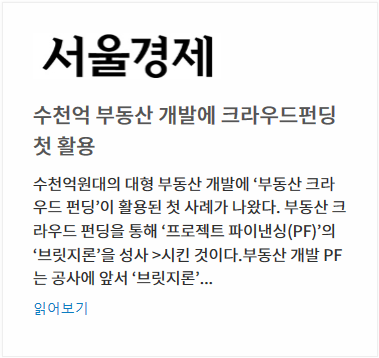 서울경제
수천억 부동산 개발에 크라우드펀딩
첫 활용
수천억원대의 대형 부동산 개발에 ‘부동산 크라
우드 펀딩’이 활용된 첫 사례가 나왔다. 부동산 크
라우드 펀딩을 통해 ‘프로젝트 파이낸싱(PF)’의
‘브릿지론’을 성사 >시킨 것이다.부동산 개발 PF
는 공사에 앞서 ‘브릿지론’...
읽어보기